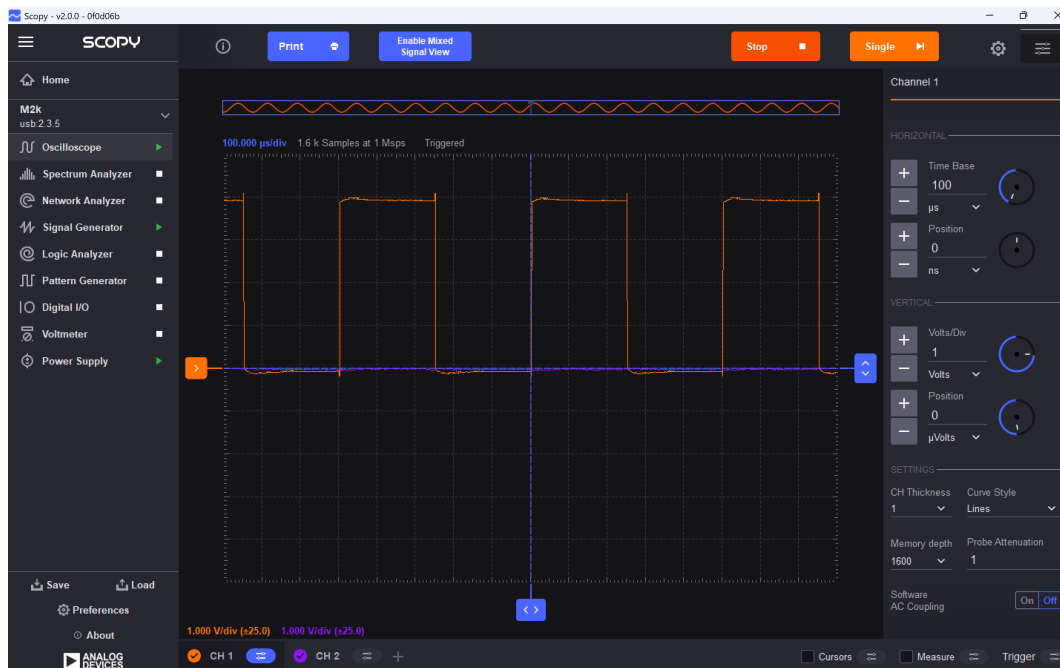 Scopy - v2.0.0 - 0f0d06b
SCOPY
Print
Enable Mixed
Signal View
Stop
Single
Home
M2k
usb:2.3.5
Oscilloscope
Spectrum Analyzer
Network Analyzer
Signal Generator
Logic Analyzer
Pattern Generator
Digital I/O
Voltmeter
Power Supply
Save
Load
Preferences
About
ANALOG
DEVICES
100.000 µs/div 1.6 k Samples at 1 Msps Triggered
1.000 V/div (±25.0) 1.000 V/div (±25.0)
CH 1
CH 2
Cursors
Measure
Trigger
Channel 1
HORIZONTAL
Time Base
100
µs
Position
0
ns
VERTICAL
Volts/Div
1
Volts
Position
0
µVolts
SETTINGS
CH Thickness Curve Style
1 Lines
Memory depth Probe Attenuation
1600 1
Software
AC Coupling
On Off